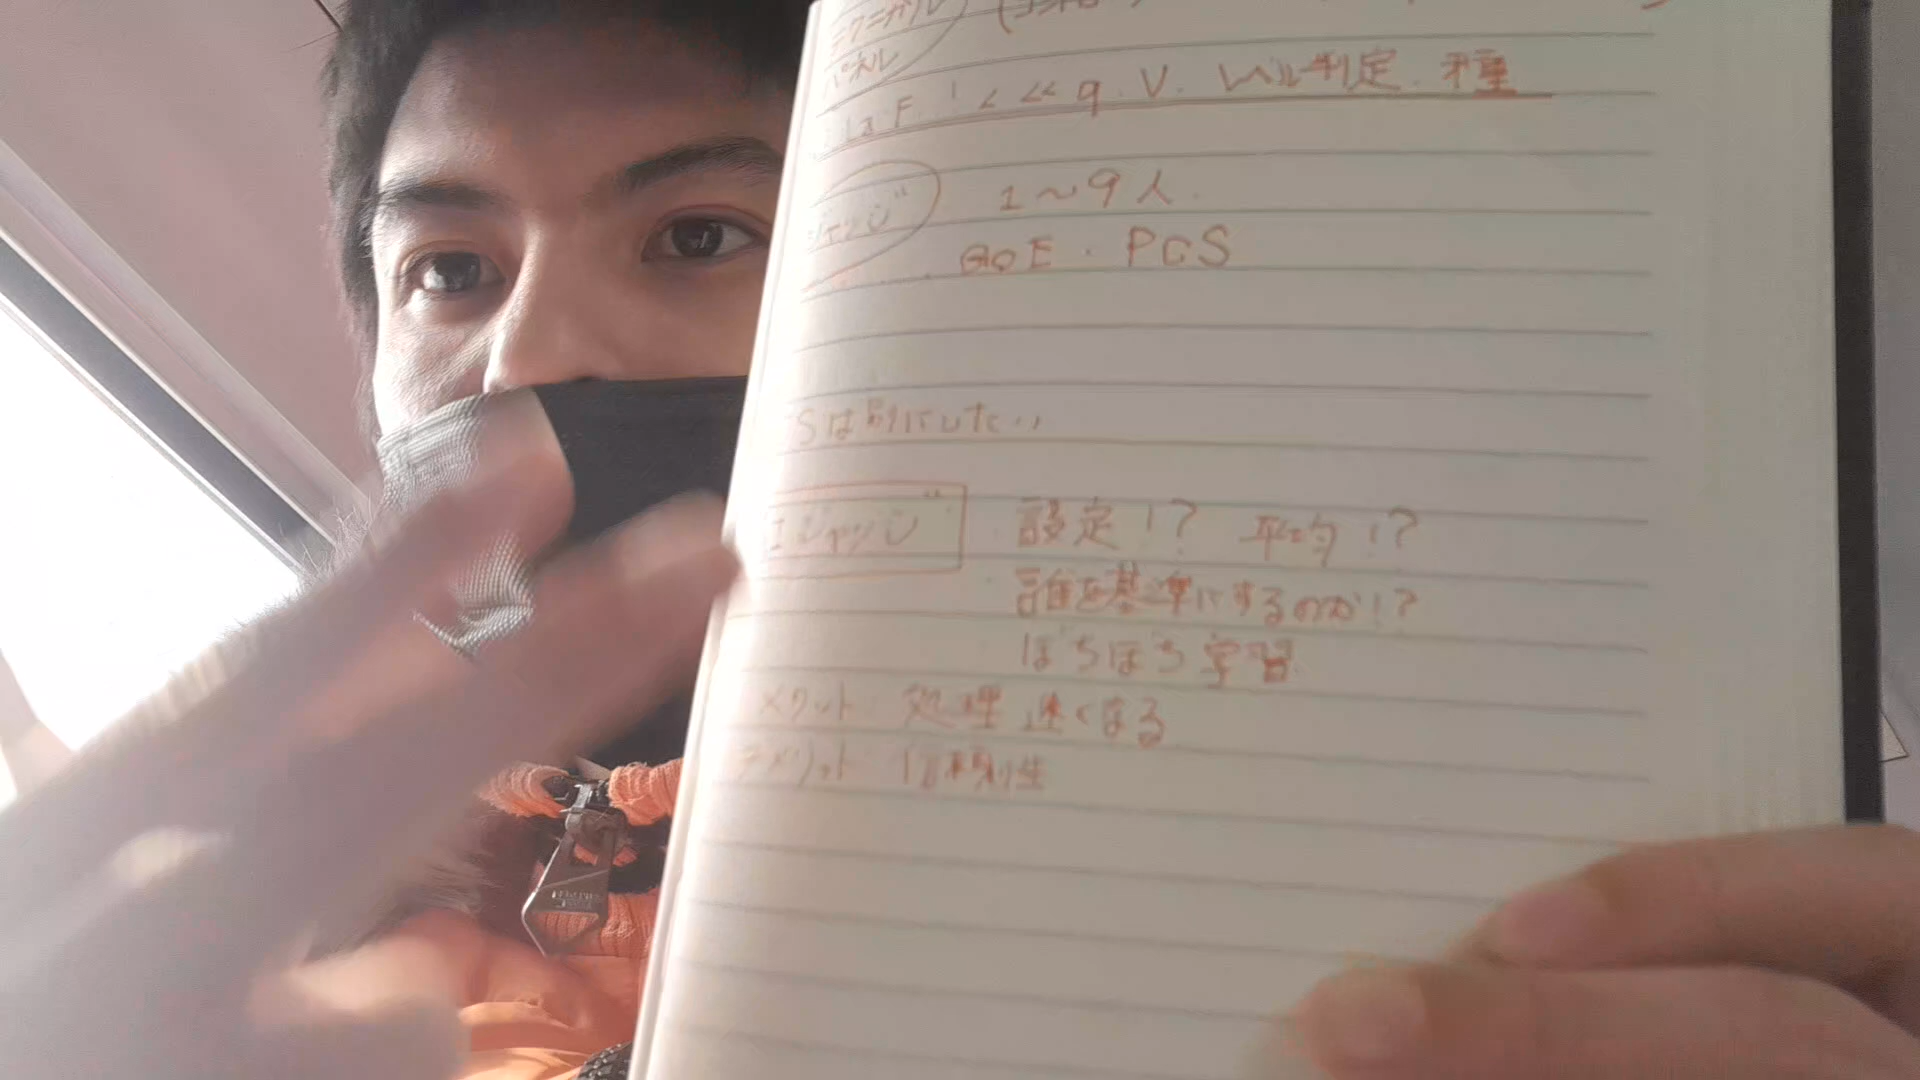 テクニカル
パネル
! < << q . V . レベル判定 . 種
ジャッジ 1〜9人
GOE . PCS
Sは別にしたい
ジャッジ 設定!? 平均!?
誰を基準にするのか!?
ぼちぼち学習
メリット 処理速くなる
デメリット 信頼性